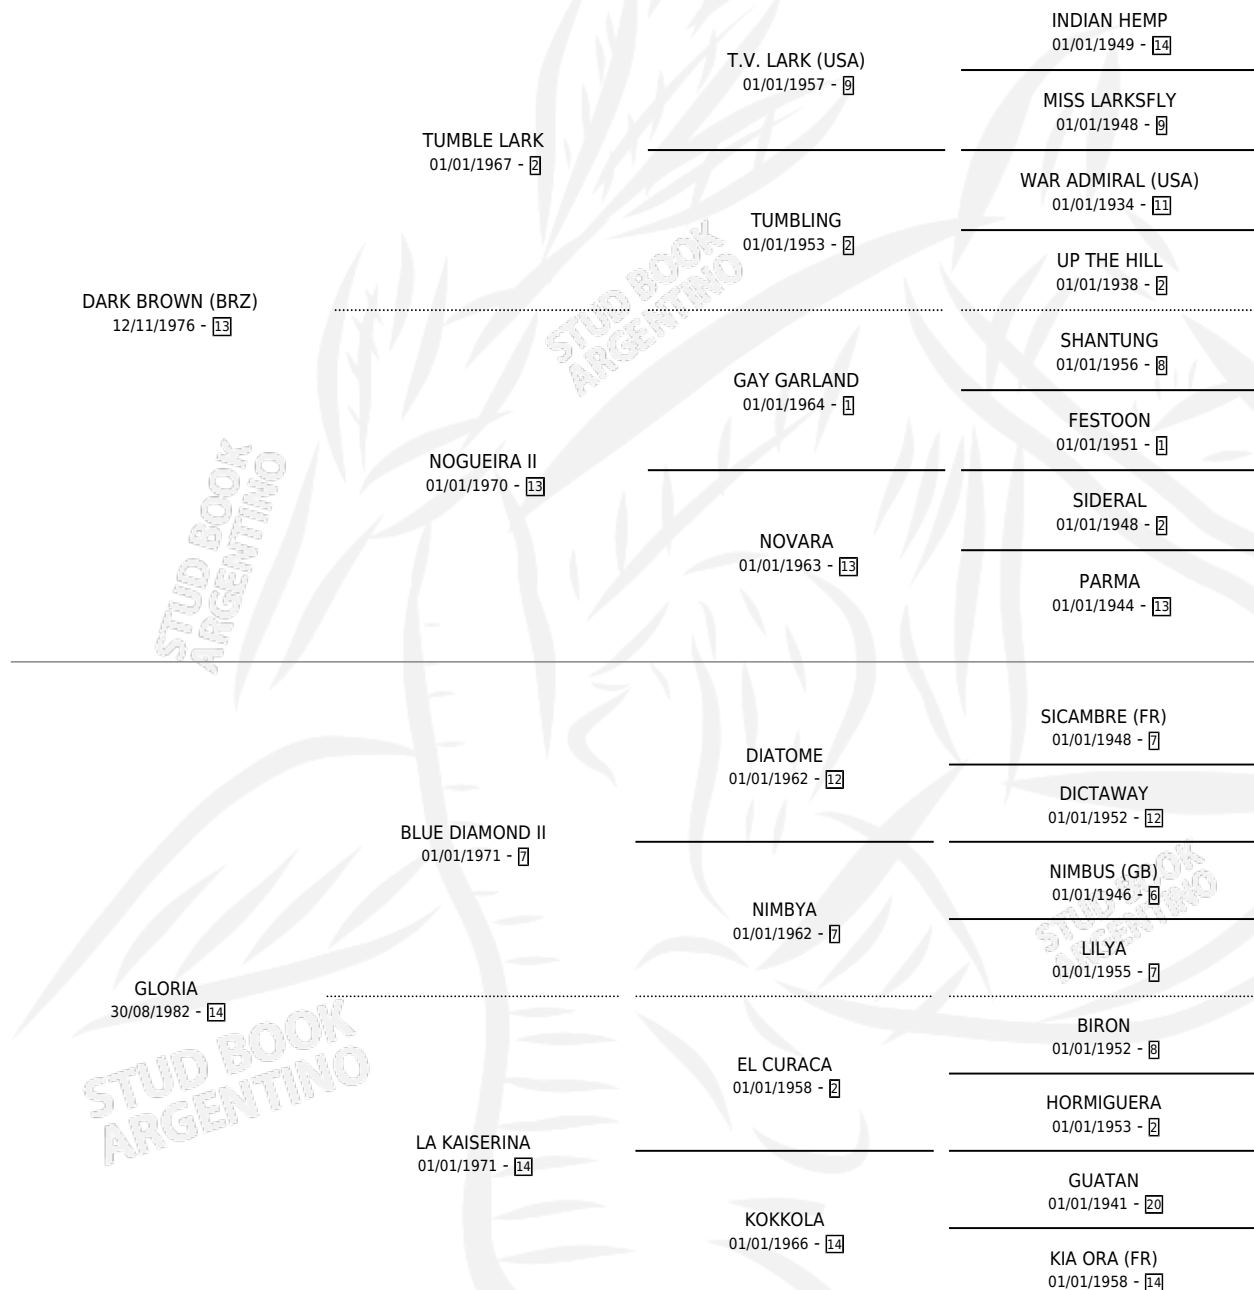 INDIAN HEMP
01/01/1949 - 14
T.V. LARK (USA)
01/01/1957 - 9
MISS LARKSFLY
01/01/1948 - 9
TUMBLE LARK
01/01/1967 - 2
WAR ADMIRAL (USA)
01/01/1934 - 11
TUMBLING
01/01/1953 - 2
UP THE HILL
01/01/1938 - 2
DARK BROWN (BRZ)
12/11/1976 - 13
SHANTUNG
01/01/1956 - 8
GAY GARLAND
01/01/1964 - 1
FESTOON
01/01/1951 - 1
NOGUEIRA II
01/01/1970 - 13
SIDERAL
01/01/1948 - 2
NOVARA
01/01/1963 - 13
PARMA
01/01/1944 - 13
SICAMBRE (FR)
01/01/1948 - 7
DIATOME
01/01/1962 - 12
DICTAWAY
01/01/1952 - 12
BLUE DIAMOND II
01/01/1971 - 7
NIMBUS (GB)
01/01/1946 - 6
NIMBYA
01/01/1962 - 7
LILYA
01/01/1955 - 7
GLORIA
30/08/1982 - 14
BIRON
01/01/1952 - 8
EL CURACA
01/01/1958 - 2
HORMIGUERA
01/01/1953 - 2
LA KAISERINA
01/01/1971 - 14
GUATAN
01/01/1941 - 20
KOKKOLA
01/01/1966 - 14
KIA ORA (FR)
01/01/1958 - 14
STUD BOOK
ARGENTINO
STUD BOOK
ARGENTINO
STUD BOOK
ARGENTINO
STUD BOOK
ARGENTINO